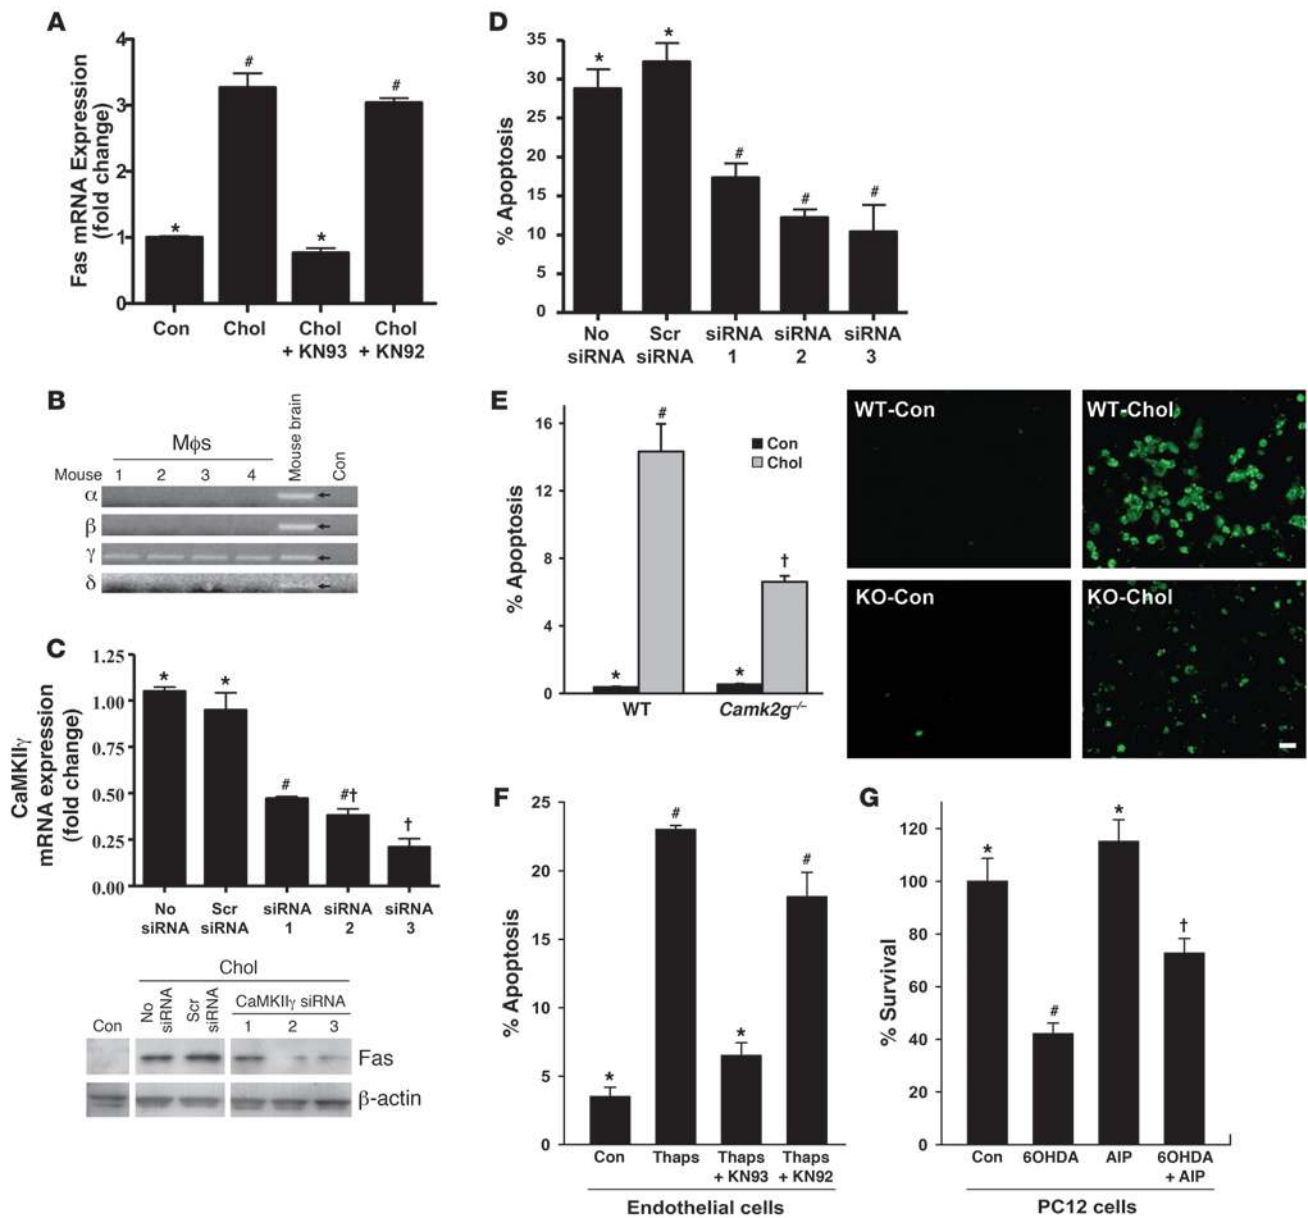 A
Fas mRNA Expression
(fold change)
4
3
2
1
0
*
#
*
#
Con
Chol
Chol
+ KN93
Chol
+ KN92
B
Mϕs
Mouse brain
Con
Mouse 1 2 3 4
α
β
γ
δ
C
CaMKIIγ
mRNA expression
(fold change)
1.25
1.00
0.75
0.50
0.25
0.00
*
*
#
#†
†
No
siRNA
Scr
siRNA
siRNA
1
siRNA
2
siRNA
3
Chol
Con
No
siRNA
Scr
siRNA
CaMKIIγ siRNA
1 2 3
Fas
β-actin
D
% Apoptosis
35
30
25
20
15
10
5
0
*
*
#
#
#
No
siRNA
Scr
siRNA
siRNA
1
siRNA
2
siRNA
3
E
% Apoptosis
16
12
8
4
0
*
#
*
†
Con
Chol
WT
Camk2g⁻/⁻
WT-Con
WT-Chol
KO-Con
KO-Chol
F
% Apoptosis
25
20
15
10
5
0
*
#
*
#
Con
Thaps
Thaps
+ KN93
Thaps
+ KN92
Endothelial cells
G
% Survival
120
100
80
60
40
20
0
*
#
*
†
Con
6OHDA
AIP
6OHDA
+ AIP
PC12 cells